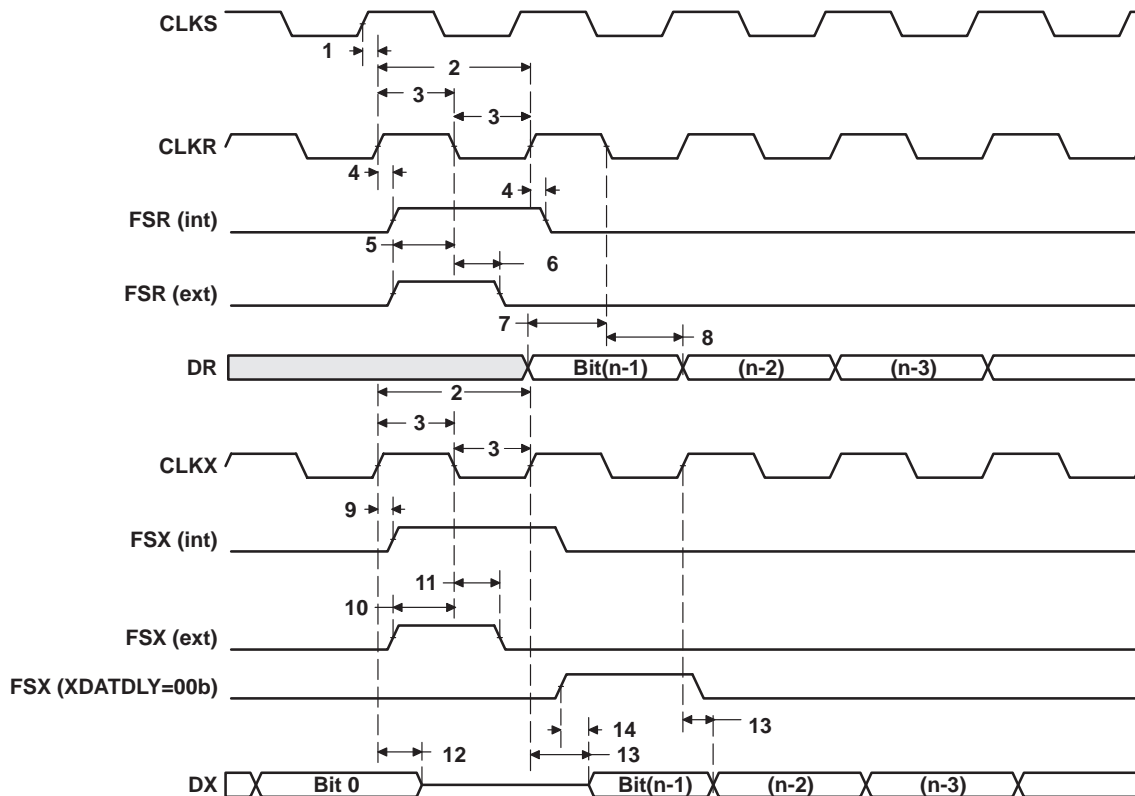 CLKS
1
2
3
3
CLKR
4
4
FSR (int)
5
6
FSR (ext)
7
8
DR
Bit(n-1)
(n-2)
(n-3)
2
3
3
CLKX
9
FSX (int)
11
10
FSX (ext)
FSX (XDATDLY=00b)
14
13
12
13
DX
Bit 0
Bit(n-1)
(n-2)
(n-3)